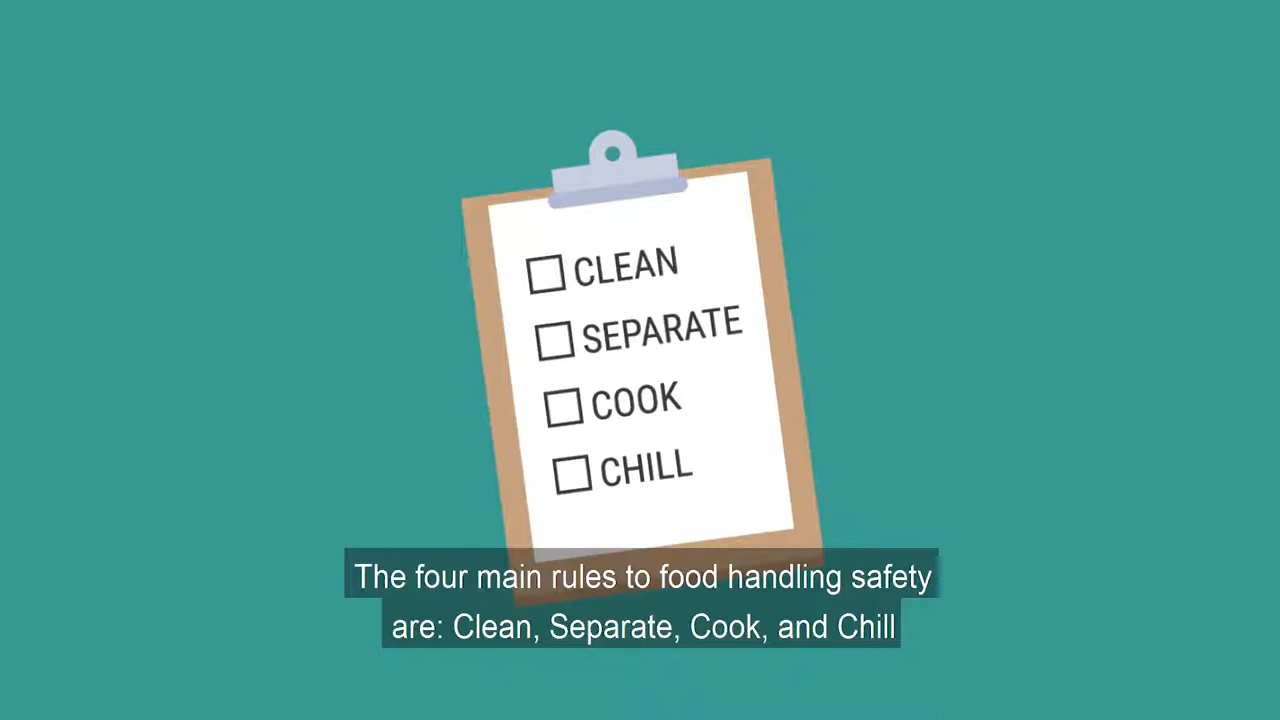 CLEAN
SEPARATE
COOK
CHILL
The four main rules to food handling safety
are: Clean, Separate, Cook, and Chill